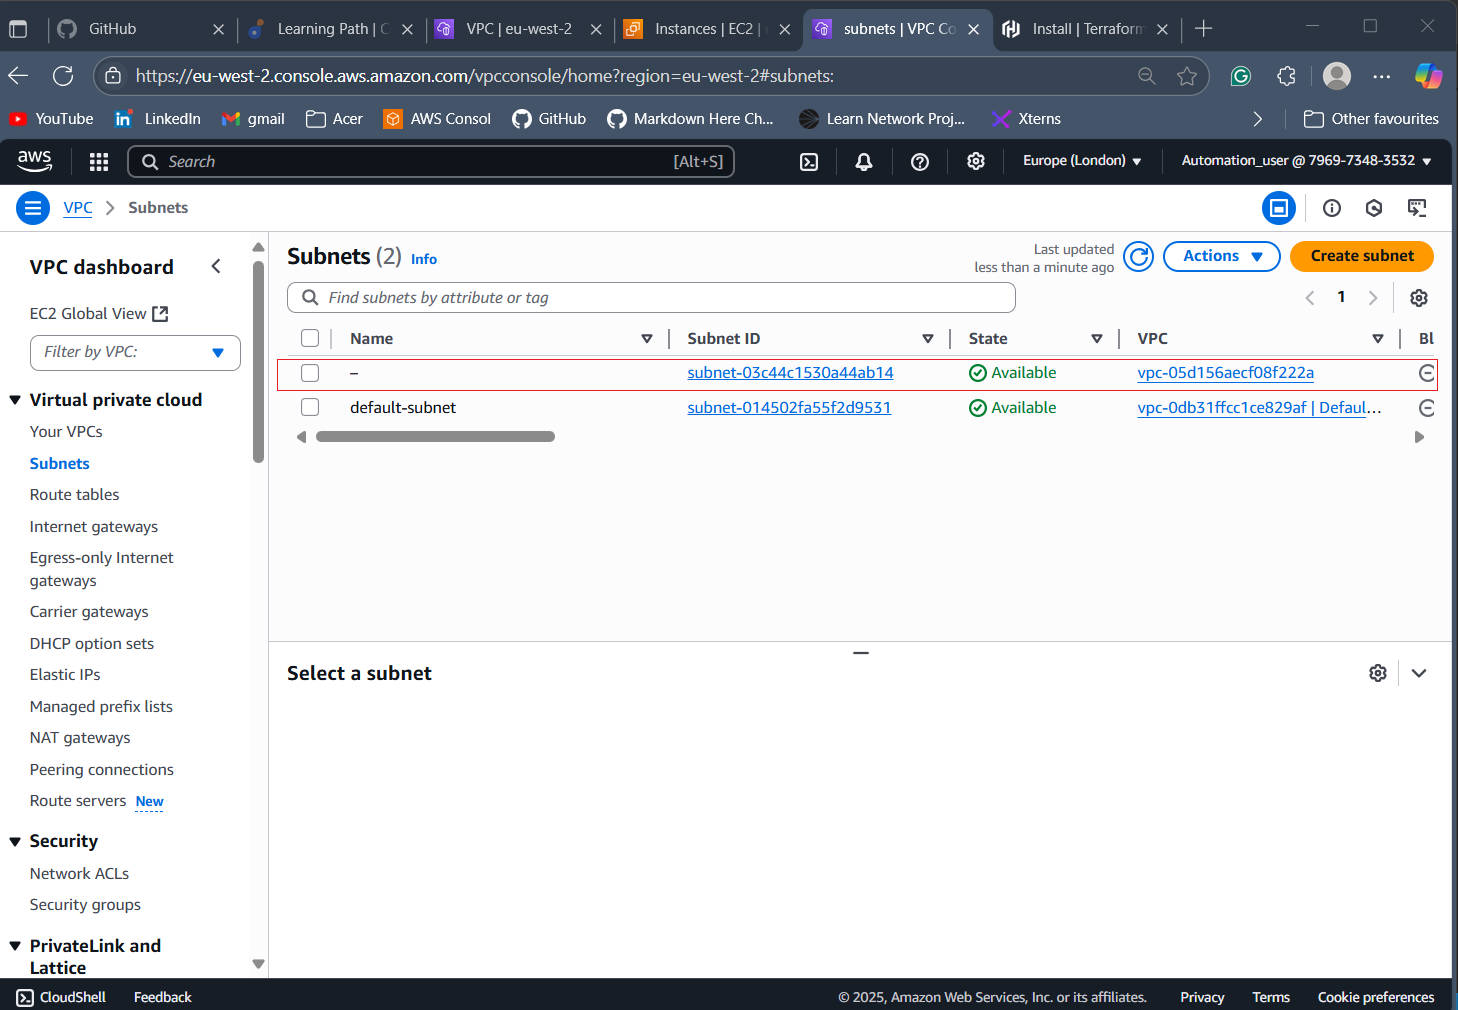 GitHub
Learning Path | C
VPC | eu-west-2
Instances | EC2 |
subnets | VPC Co
Install | Terraform
https://eu-west-2.console.aws.amazon.com/vpcconsole/home?region=eu-west-2#subnets:
YouTube
LinkedIn
gmail
Acer
AWS Consol
GitHub
Markdown Here Ch...
Learn Network Proj...
Xterns
Other favourites
aws
Search
[Alt+S]
Europe (London)
Automation_user @ 7969-7348-3532
VPC
Subnets
VPC dashboard
EC2 Global View
Filter by VPC:
Virtual private cloud
Your VPCs
Subnets
Route tables
Internet gateways
Egress-only Internet
gateways
Carrier gateways
DHCP option sets
Elastic IPs
Managed prefix lists
NAT gateways
Peering connections
Route servers New
Security
Network ACLs
Security groups
PrivateLink and
Lattice
Subnets (2) Info
Last updated
less than a minute ago
Actions
Create subnet
Find subnets by attribute or tag
1
Name Subnet ID State VPC Bl
– subnet-03c44c1530a44ab14 Available vpc-05d156aecf08f222a
default-subnet subnet-014502fa55f2d9531 Available vpc-0db31ffcc1ce829af | Defaul...
Select a subnet
CloudShell
Feedback
© 2025, Amazon Web Services, Inc. or its affiliates.
Privacy
Terms
Cookie preferences